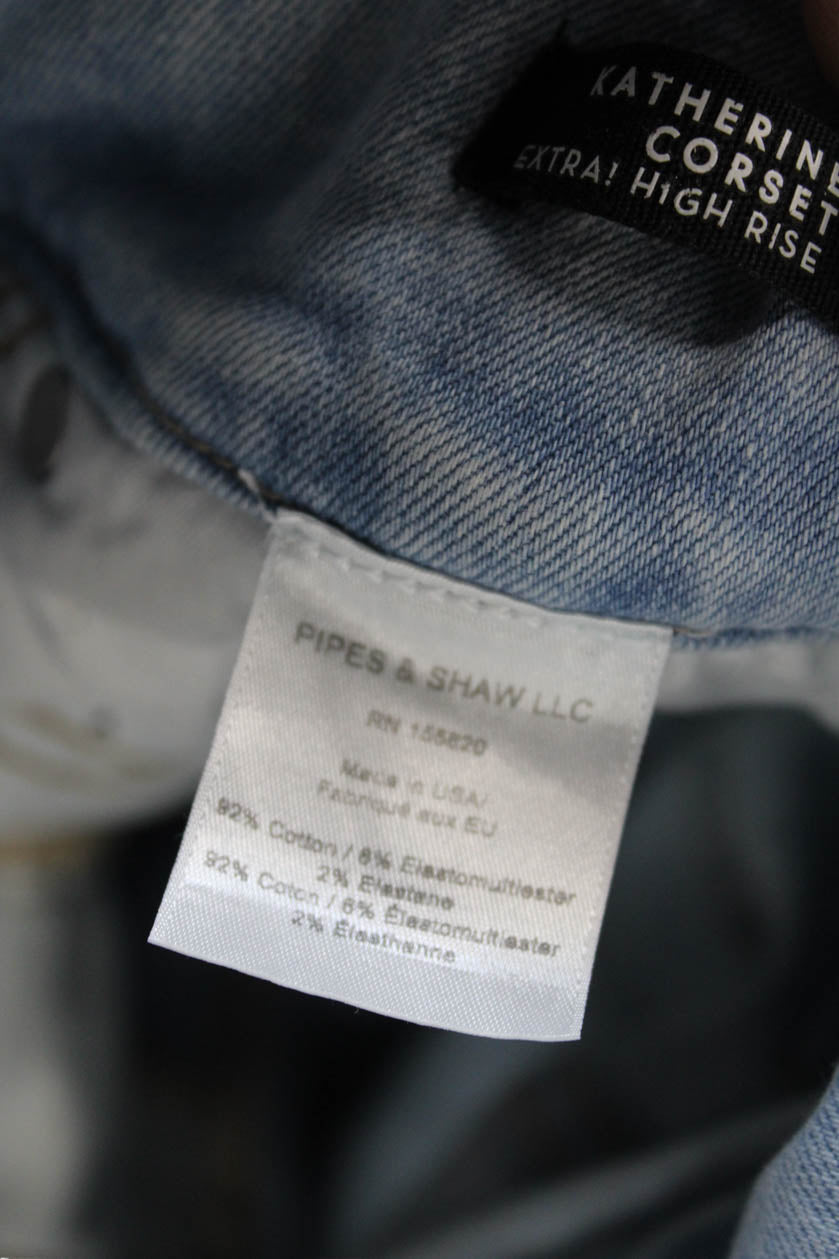 KATHERINE
CORSET
EXTRA! HIGH RISE
PIPES & SHAW LLC
RN 155820
Made in USA/
Fabriqué aux EU
92% Cotton / 6% Elastomultiester
2% Elastane
92% Coton / 6% Élastomultiester
2% Élasthanne